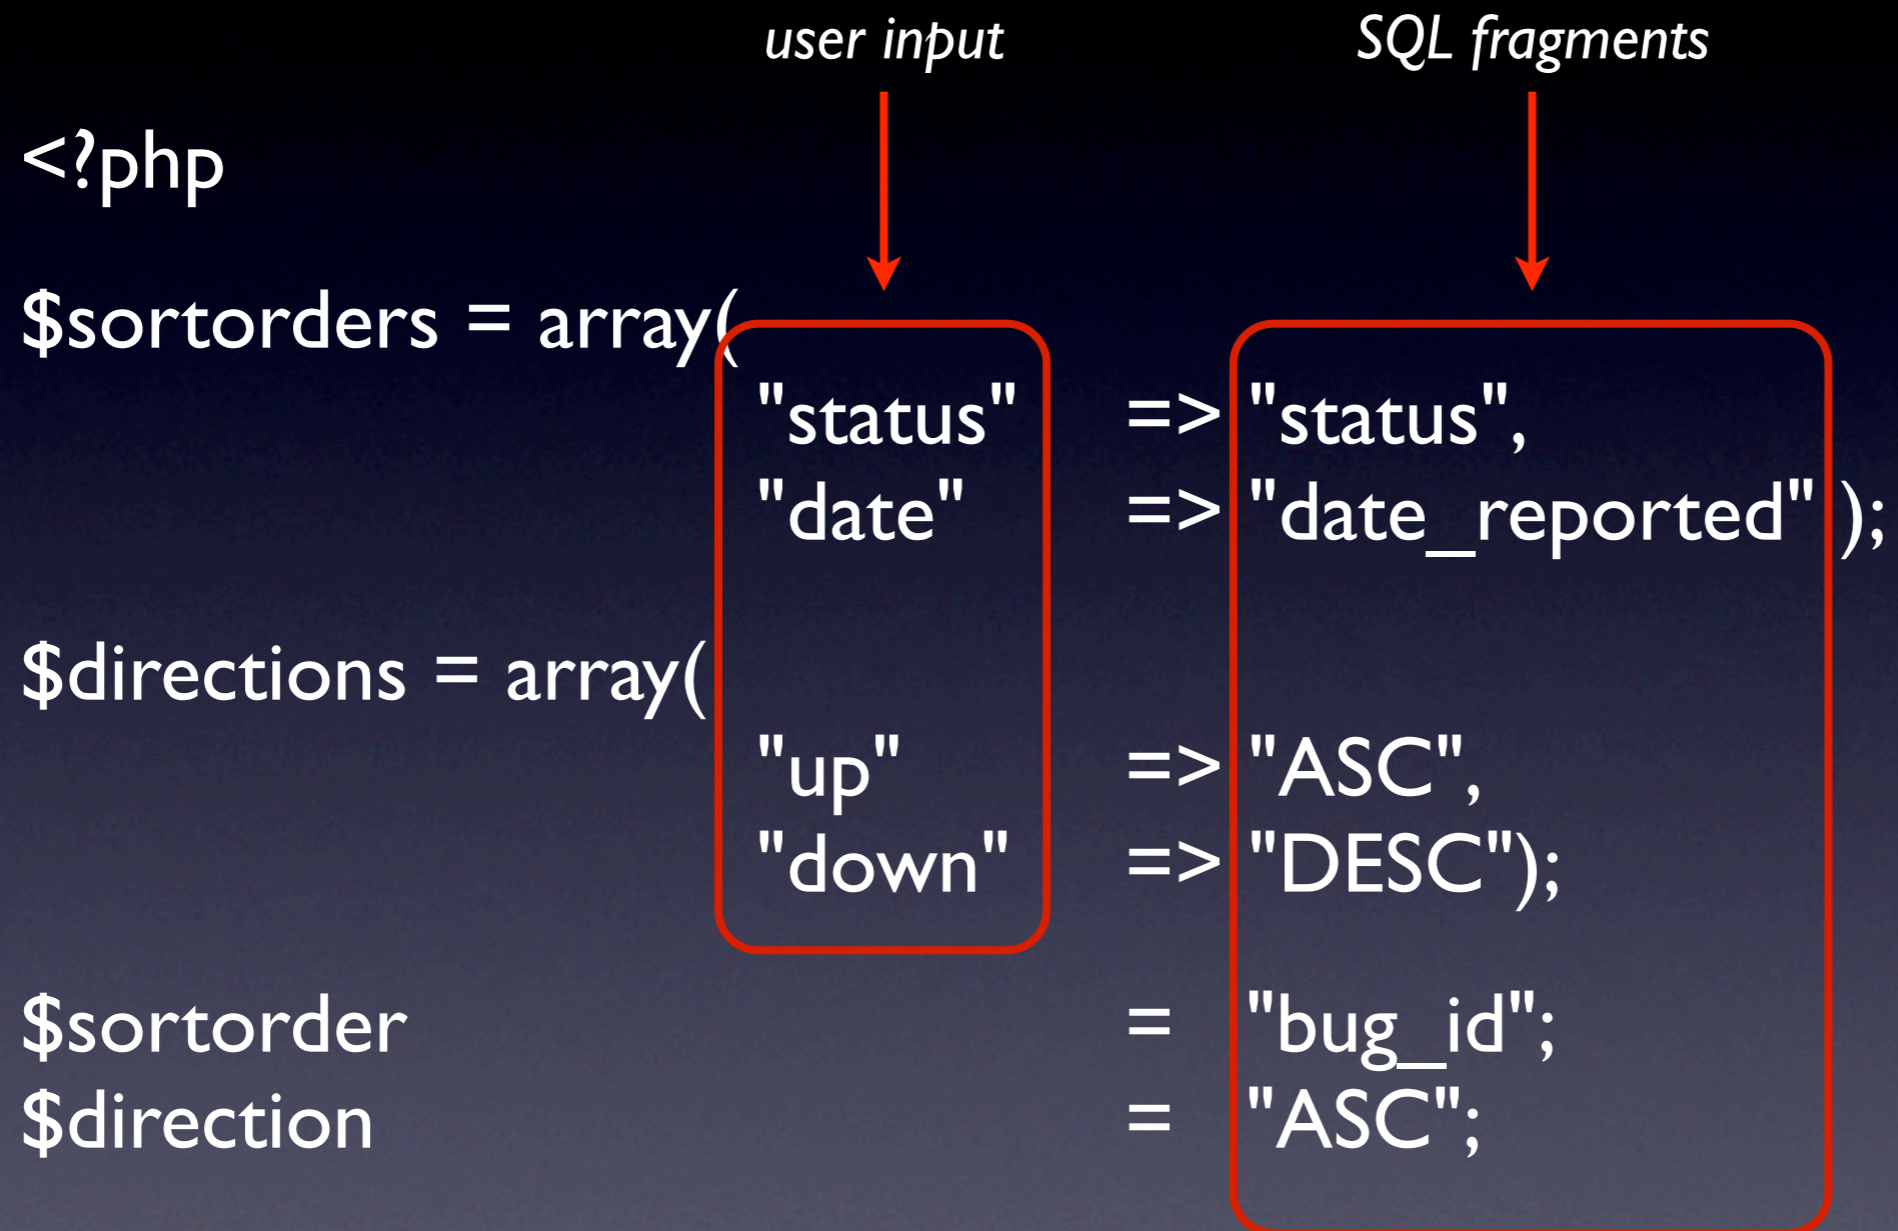 user input SQL fragments
<?php
$sortorders = array(
"status" => "status",
"date" => "date_reported" );
$directions = array(
"up" => "ASC",
"down" => "DESC");
$sortorder = "bug_id";
$direction = "ASC";